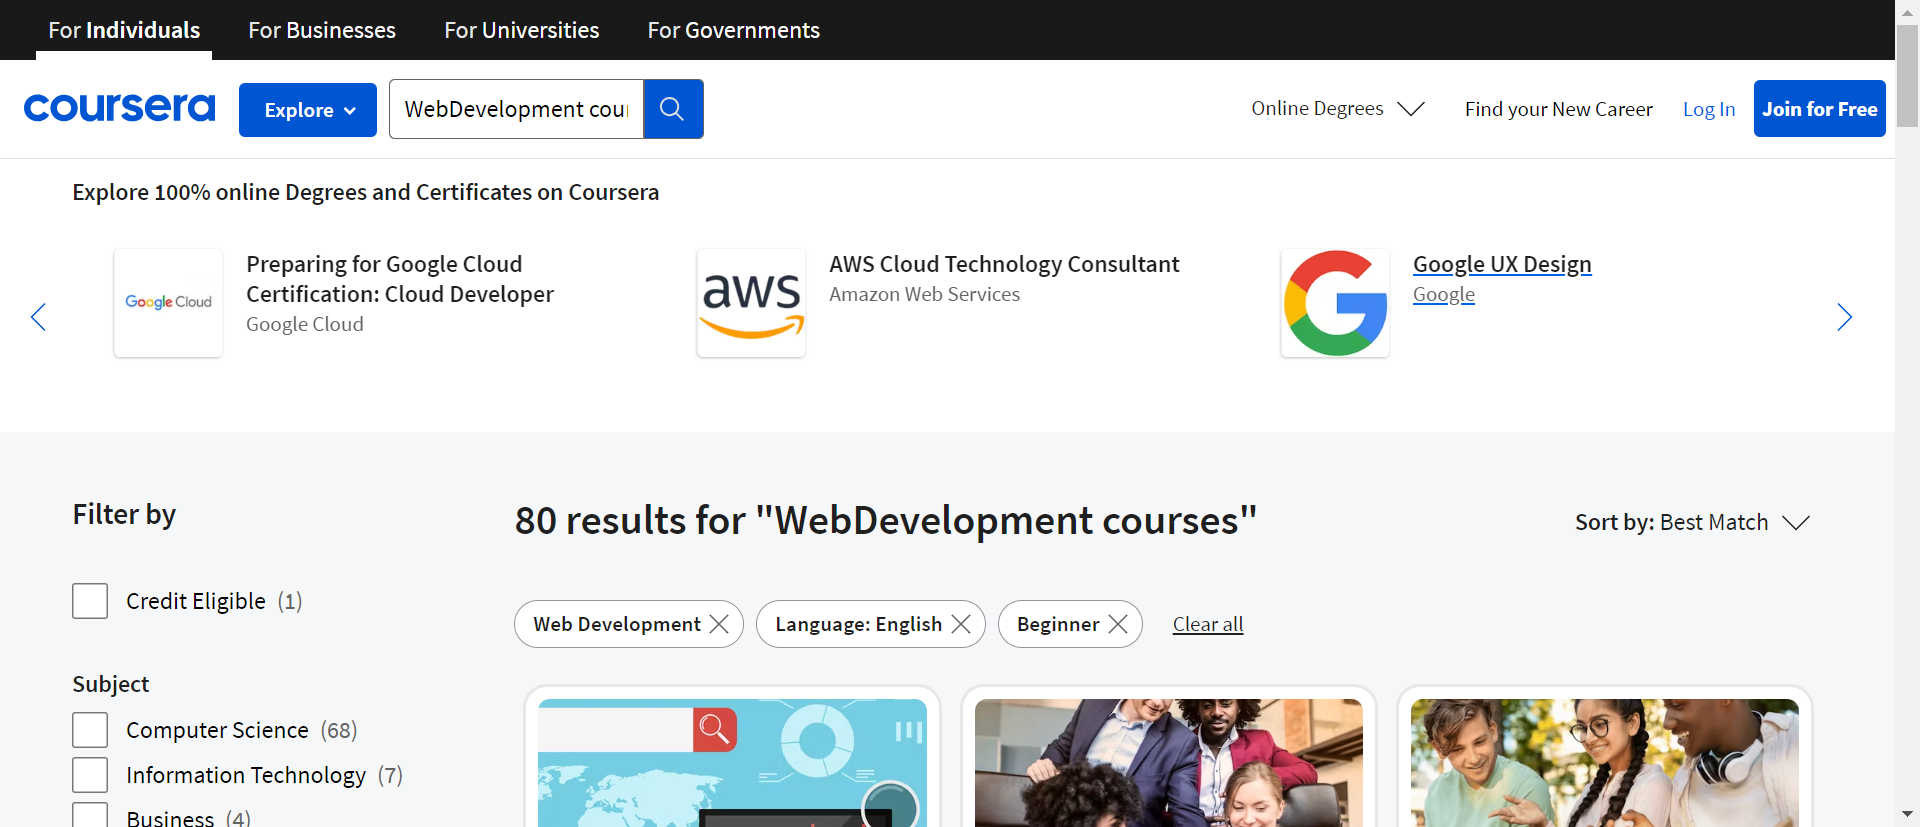 For Individuals
For Businesses
For Universities
For Governments
coursera
Explore
WebDevelopment cour
Online Degrees
Find your New Career
Log In
Join for Free
Explore 100% online Degrees and Certificates on Coursera
Google Cloud
Preparing for Google Cloud
Certification: Cloud Developer
Google Cloud
aws
AWS Cloud Technology Consultant
Amazon Web Services
Google UX Design
Google
Filter by
80 results for "WebDevelopment courses"
Sort by: Best Match
Credit Eligible (1)
Web Development
Language: English
Beginner
Clear all
Subject
Computer Science (68)
Information Technology (7)
Business (4)